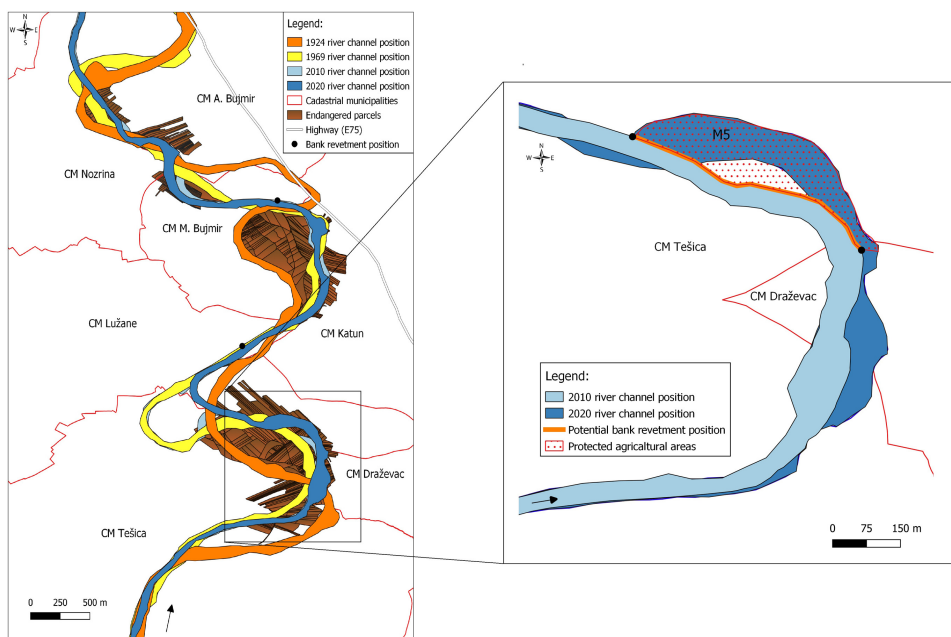 N
W E
S
Legend:
1924 river channel position
1969 river channel position
2010 river channel position
2020 river channel position
Cadastrial municipalities
Endangered parcels
Highway (E75)
Bank revetment position
CM A. Bujmir
CM Nozrina
CM M. Bujmir
CM Lužane
CM Katun
CM Draževac
CM Tešica
0 250 500 m
M5
N
W E
S
CM Tešica
CM Draževac
Legend:
2010 river channel position
2020 river channel position
Potential bank revetment position
Protected agricultural areas
0 75 150 m